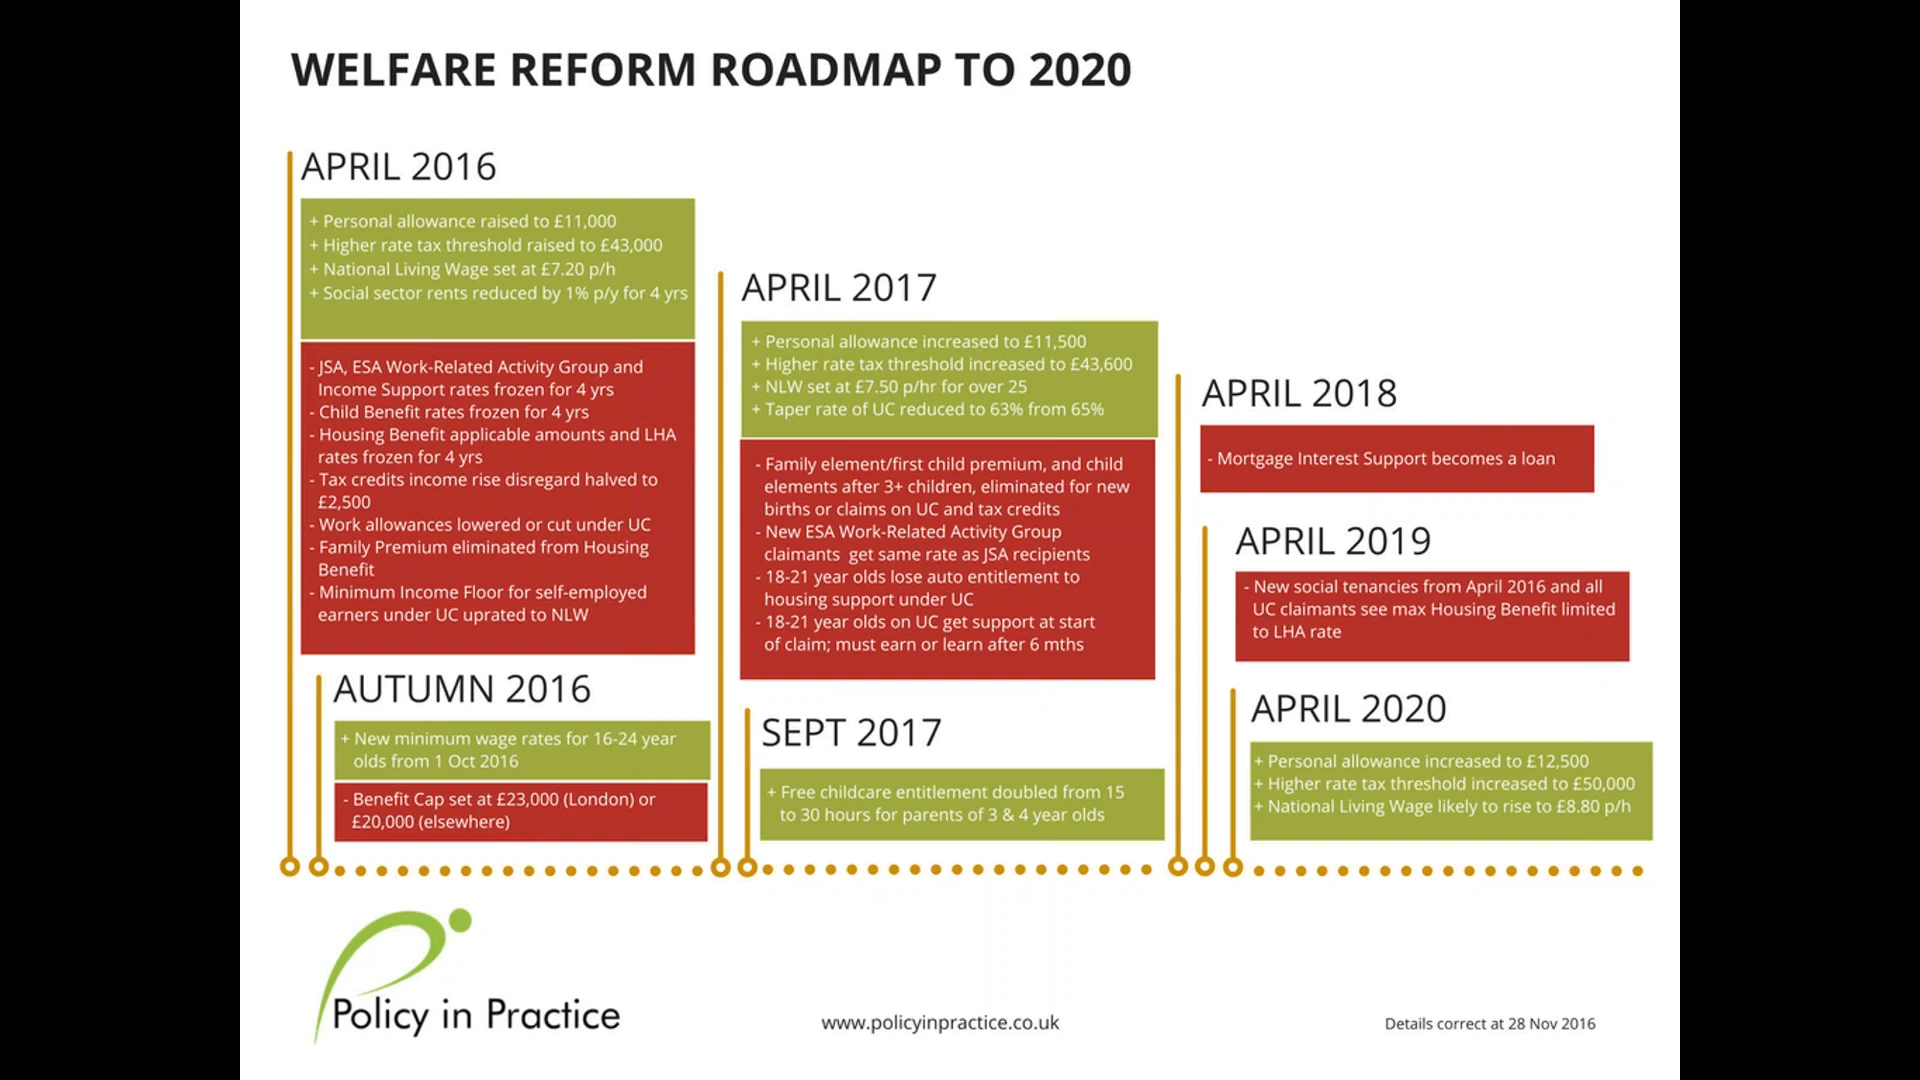 WELFARE REFORM ROADMAP TO 2020
APRIL 2016
+ Personal allowance raised to £11,000
+ Higher rate tax threshold raised to £43,000
+ National Living Wage set at £7.20 p/h
+ Social sector rents reduced by 1% p/y for 4 yrs
- JSA, ESA Work-Related Activity Group and
Income Support rates frozen for 4 yrs
- Child Benefit rates frozen for 4 yrs
- Housing Benefit applicable amounts and LHA
rates frozen for 4 yrs
- Tax credits income rise disregard halved to
£2,500
- Work allowances lowered or cut under UC
- Family Premium eliminated from Housing
Benefit
- Minimum Income Floor for self-employed
earners under UC uprated to NLW
AUTUMN 2016
+ New minimum wage rates for 16-24 year
olds from 1 Oct 2016
- Benefit Cap set at £23,000 (London) or
£20,000 (elsewhere)
APRIL 2017
+ Personal allowance increased to £11,500
+ Higher rate tax threshold increased to £43,600
+ NLW set at £7.50 p/hr for over 25
+ Taper rate of UC reduced to 63% from 65%
- Family element/first child premium, and child
elements after 3+ children, eliminated for new
births or claims on UC and tax credits
- New ESA Work-Related Activity Group
claimants get same rate as JSA recipients
- 18-21 year olds lose auto entitlement to
housing support under UC
- 18-21 year olds on UC get support at start
of claim; must earn or learn after 6 mths
SEPT 2017
+ Free childcare entitlement doubled from 15
to 30 hours for parents of 3 & 4 year olds
APRIL 2018
- Mortgage Interest Support becomes a loan
APRIL 2019
- New social tenancies from April 2016 and all
UC claimants see max Housing Benefit limited
to LHA rate
APRIL 2020
+ Personal allowance increased to £12,500
+ Higher rate tax threshold increased to £50,000
+ National Living Wage likely to rise to £8.80 p/h
Policy in Practice
www.policyinpractice.co.uk
Details correct at 28 Nov 2016